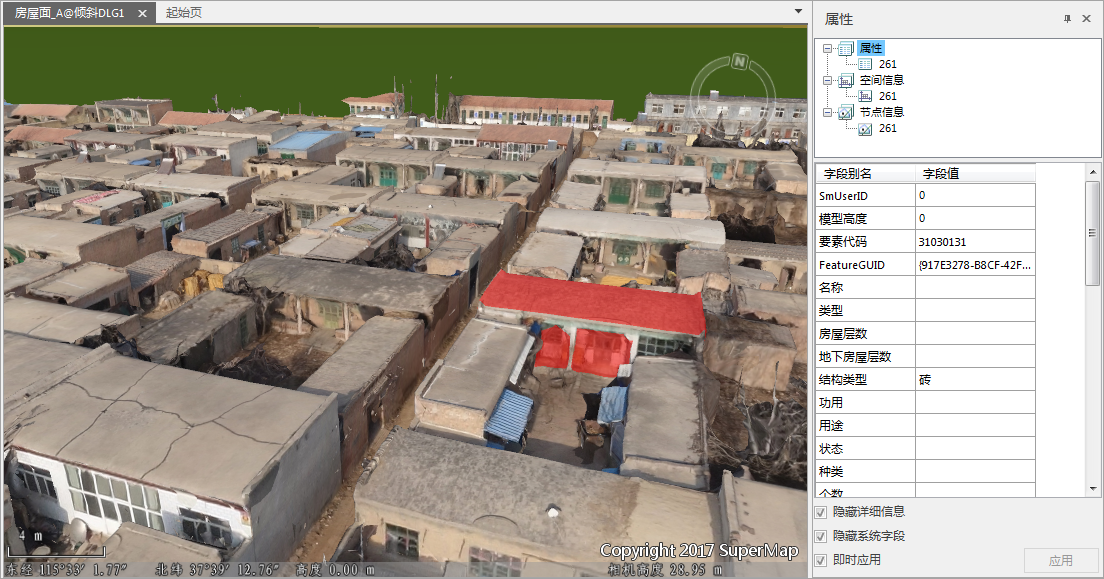 房屋面_A@倾斜DLG1 × 起始页
N
4 m
东经 115°33′ 1.77″ 北纬 37°39′ 12.76″ 高度 0.00 m
Copyright 2017 SuperMap
相机高度 28.95 m
属性
属性
261
空间信息
261
节点信息
261
字段别名 字段值
SmUserID 0
模型高度 0
要素代码 31030131
FeatureGUID {917E3278-B8CF-42F...
名称
类型
房屋层数
地下房屋层数
结构类型 砖
功用
用途
状态
种类
个数
隐藏详细信息
隐藏系统字段
即时应用
应用